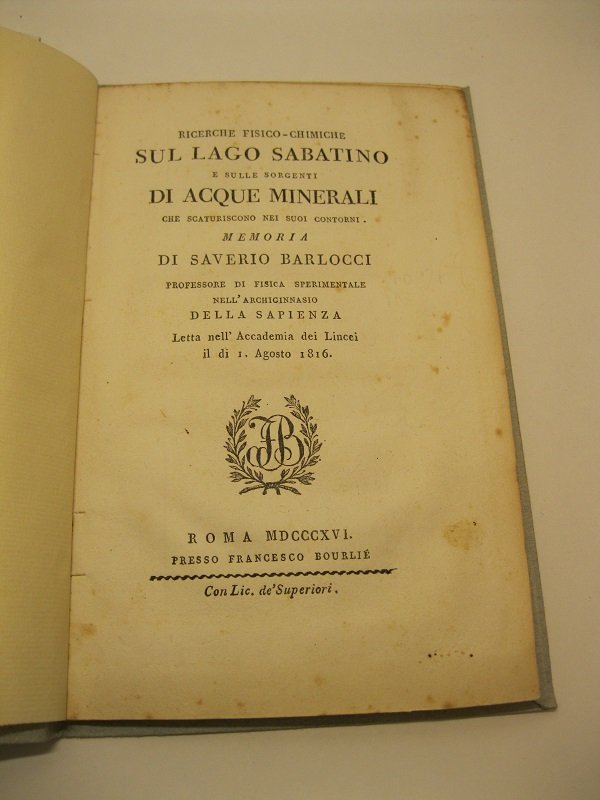 RICERCHE FISICO-CHIMICHE
SUL LAGO SABATINO
E SULLE SORGENTI
DI ACQUE MINERALI
CHE SCATURISCONO NEI SUOI CONTORNI.
MEMORIA
DI SAVERIO BARLOCCI
PROFESSORE DI FISICA SPERIMENTALE
NELL'ARCHIGINNASIO
DELLA SAPIENZA
Letta nell'Accademia dei Lincei
il dì 1. Agosto 1816.
FB
ROMA MDCCCXVI.
PRESSO FRANCESCO BOURLIÉ
Con Lic. de' Superiori.